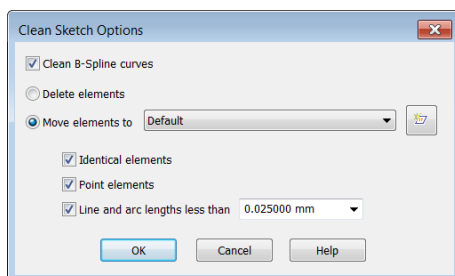 Clean Sketch Options
Clean B-Spline curves
Delete elements
Move elements to Default
Identical elements
Point elements
Line and arc lengths less than 0.025000 mm
OK Cancel Help